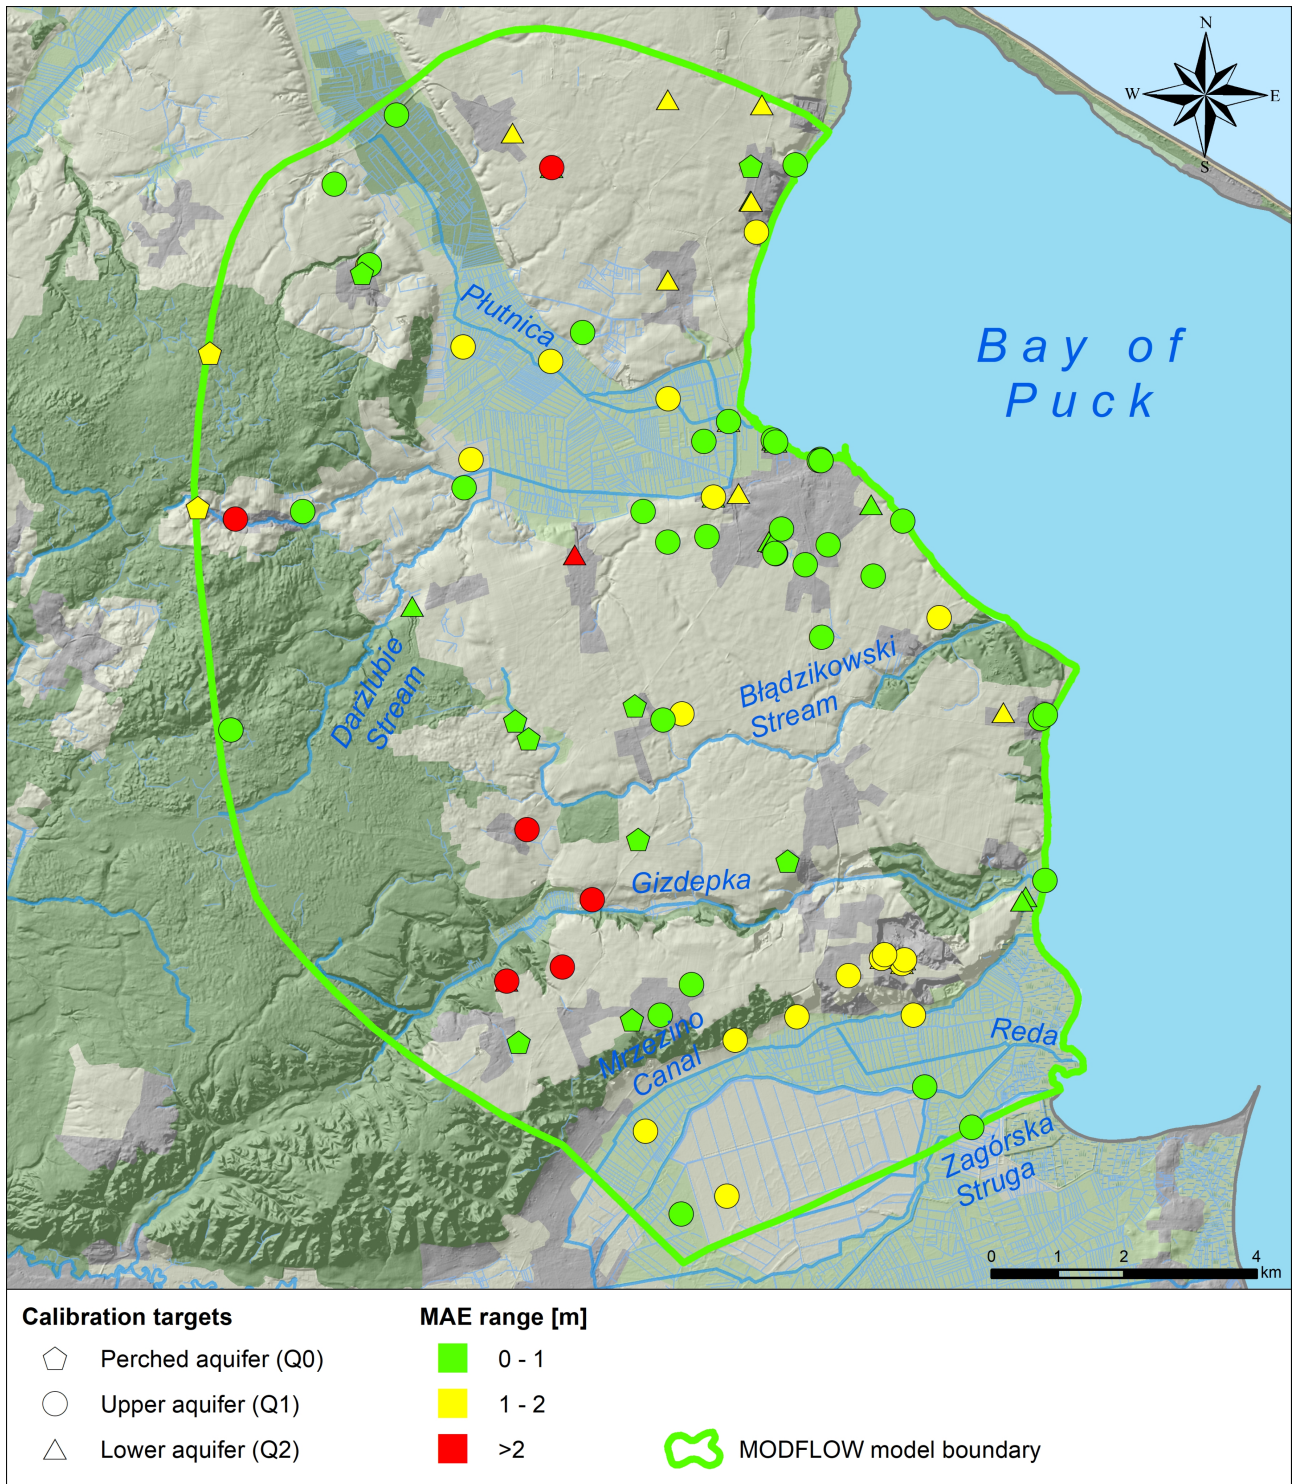 N
W E
S
Płutnica
Bay of
Puck
Darżlubie
Stream
Błądzikowski
Stream
Gizdepka
Mrzezino
Canal
Reda
Zagórska
Struga
0 1 2 4
km
Calibration targets
MAE range [m]
Perched aquifer (Q0)
0 - 1
Upper aquifer (Q1)
1 - 2
Lower aquifer (Q2)
>2
MODFLOW model boundary